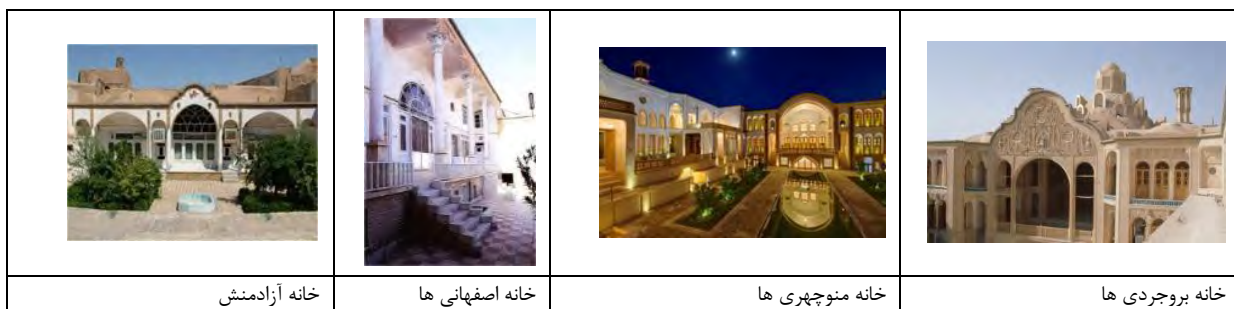 خانه بروجردی ها
خانه منوچهری ها
خانه اصفهانی ها
خانه آزادمنش